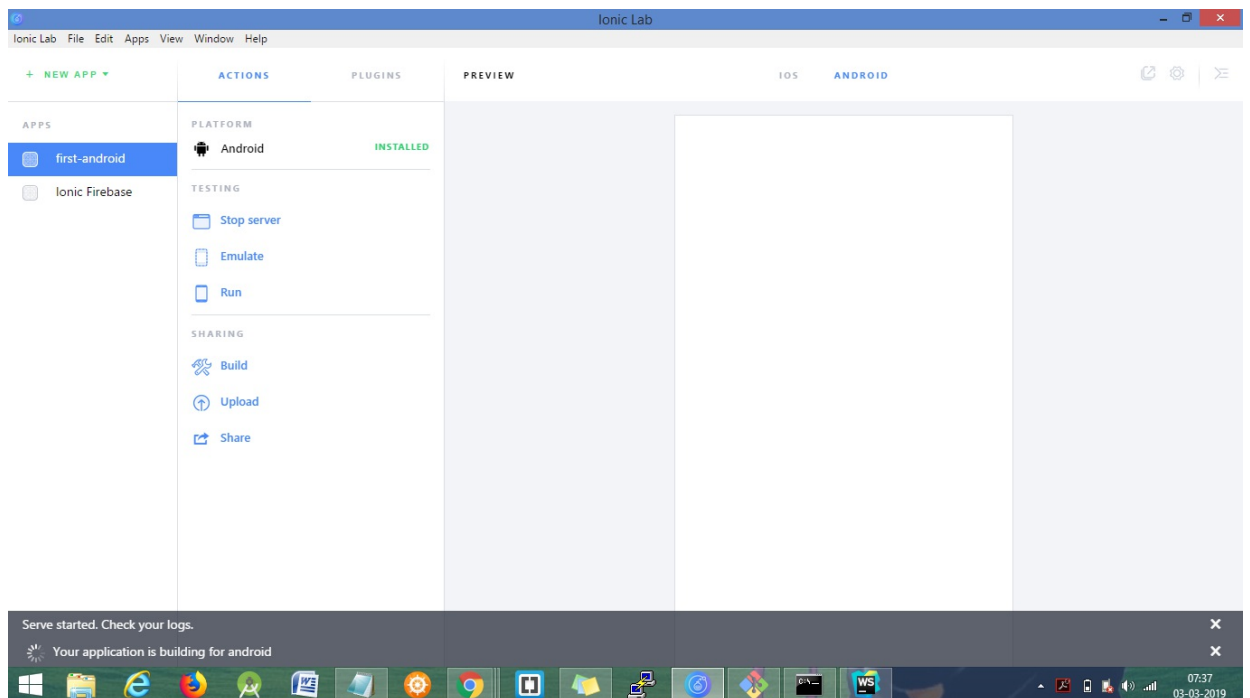 Ionic Lab
Ionic Lab File Edit Apps View Window Help
+ NEW APP
ACTIONS
PLUGINS
PREVIEW
IOS
ANDROID
APPS
first-android
Ionic Firebase
PLATFORM
Android
INSTALLED
TESTING
Stop server
Emulate
Run
SHARING
Build
Upload
Share
Serve started. Check your logs.
Your application is building for android
WS
07:37
03-03-2019